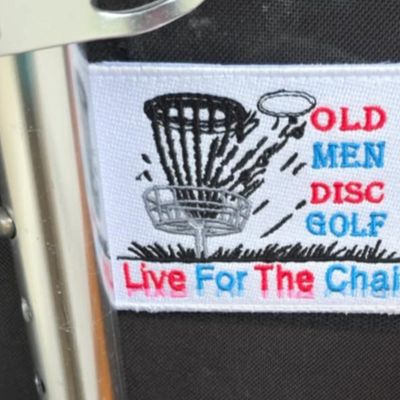 OLD
MEN
DISC
GOLF
Live For The Chai